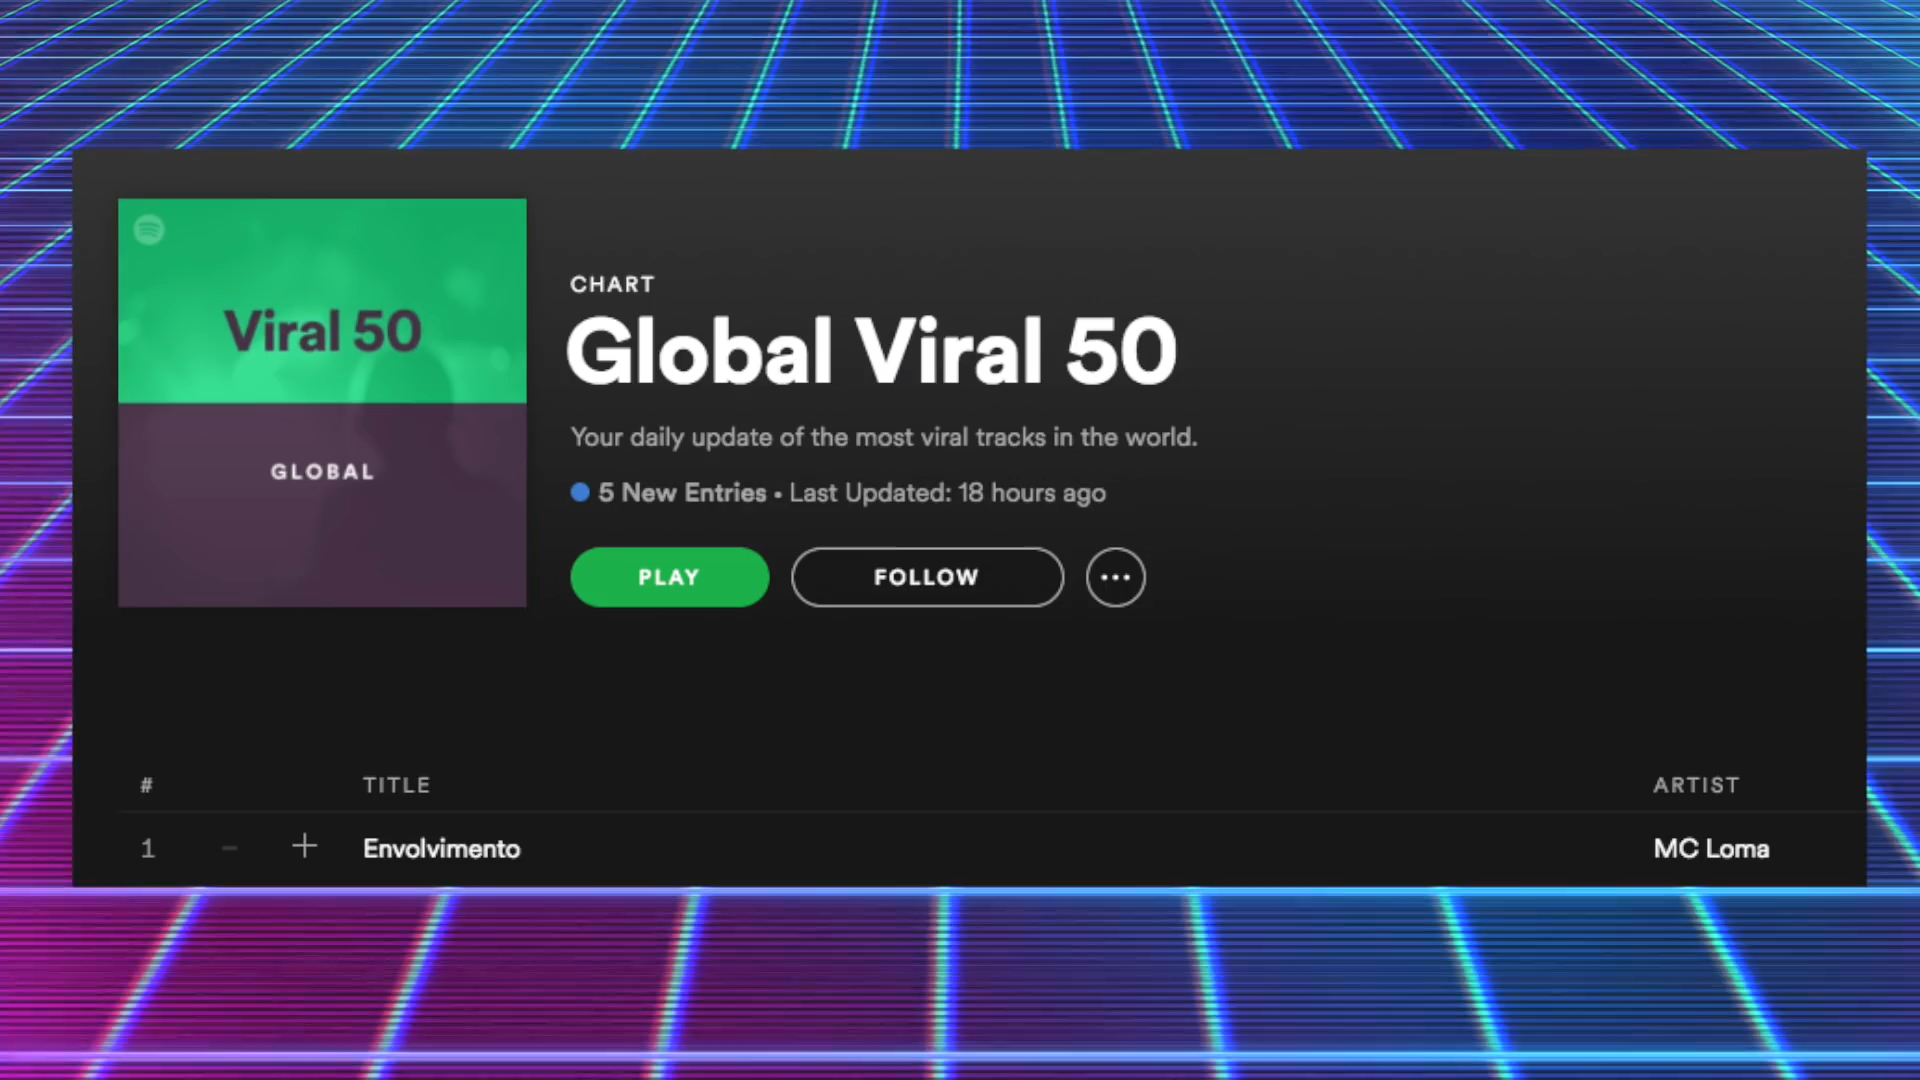 Viral 50
GLOBAL
CHART
Global Viral 50
Your daily update of the most viral tracks in the world.
5 New Entries • Last Updated: 18 hours ago
PLAY FOLLOW
# TITLE ARTIST
1 Envolvimento MC Loma